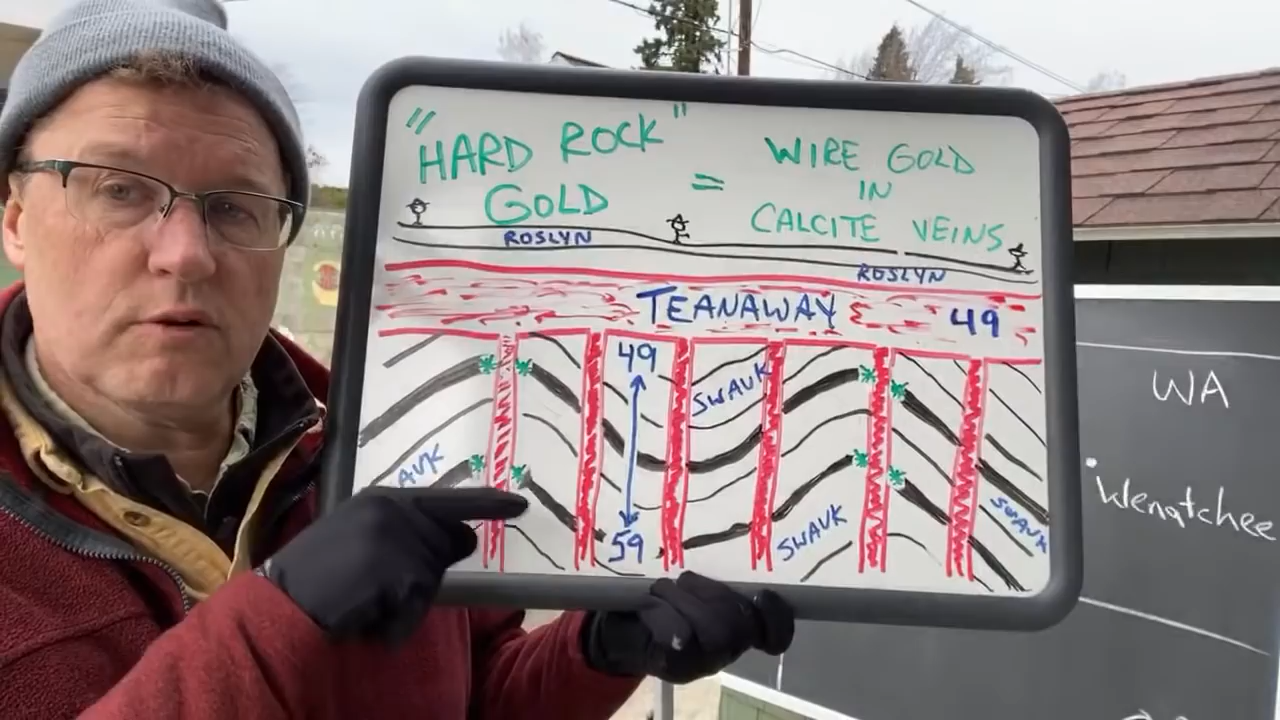 "HARD ROCK"
GOLD
=
WIRE GOLD
IN
CALCITE VEINS
ROSLYN
ROSLYN
TEANAWAY
49
49
SWAUK
AUK
59
SWAUK
SWAUK
WA
Wenatchee